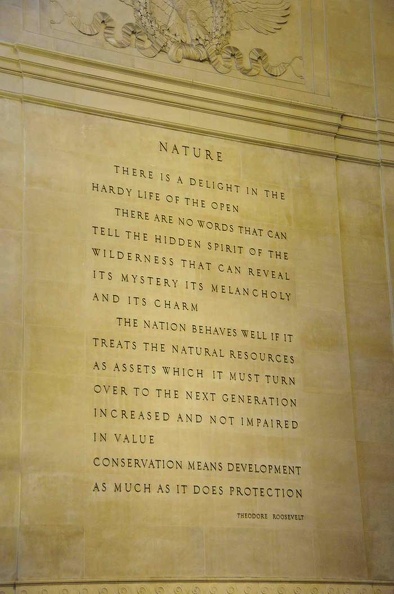 NATURE
THERE IS A DELIGHT IN THE
HARDY LIFE OF THE OPEN
THERE ARE NO WORDS THAT CAN
TELL THE HIDDEN SPIRIT OF THE
WILDERNESS THAT CAN REVEAL
ITS MYSTERY ITS MELANCHOLY
AND ITS CHARM
THE NATION BEHAVES WELL IF IT
TREATS THE NATURAL RESOURCES
AS ASSETS WHICH IT MUST TURN
OVER TO THE NEXT GENERATION
INCREASED AND NOT IMPAIRED
IN VALUE
CONSERVATION MEANS DEVELOPMENT
AS MUCH AS IT DOES PROTECTION
THEODORE ROOSEVELT